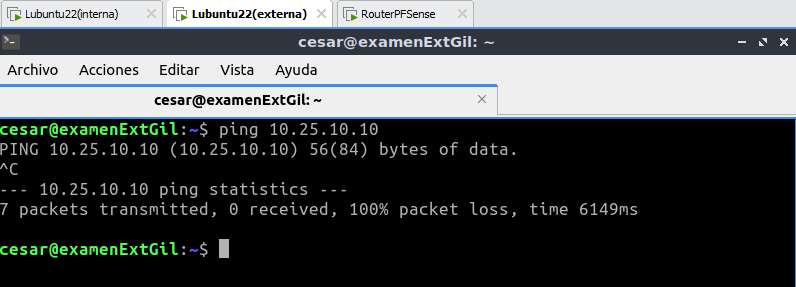 Lubuntu22(interna) Lubuntu22(externa) RouterPFSense
cesar@examenExtGil: ~
Archivo Acciones Editar Vista Ayuda
cesar@examenExtGil: ~
cesar@examenExtGil:~$ ping 10.25.10.10
PING 10.25.10.10 (10.25.10.10) 56(84) bytes of data.
^C
--- 10.25.10.10 ping statistics ---
7 packets transmitted, 0 received, 100% packet loss, time 6149ms
cesar@examenExtGil:~$